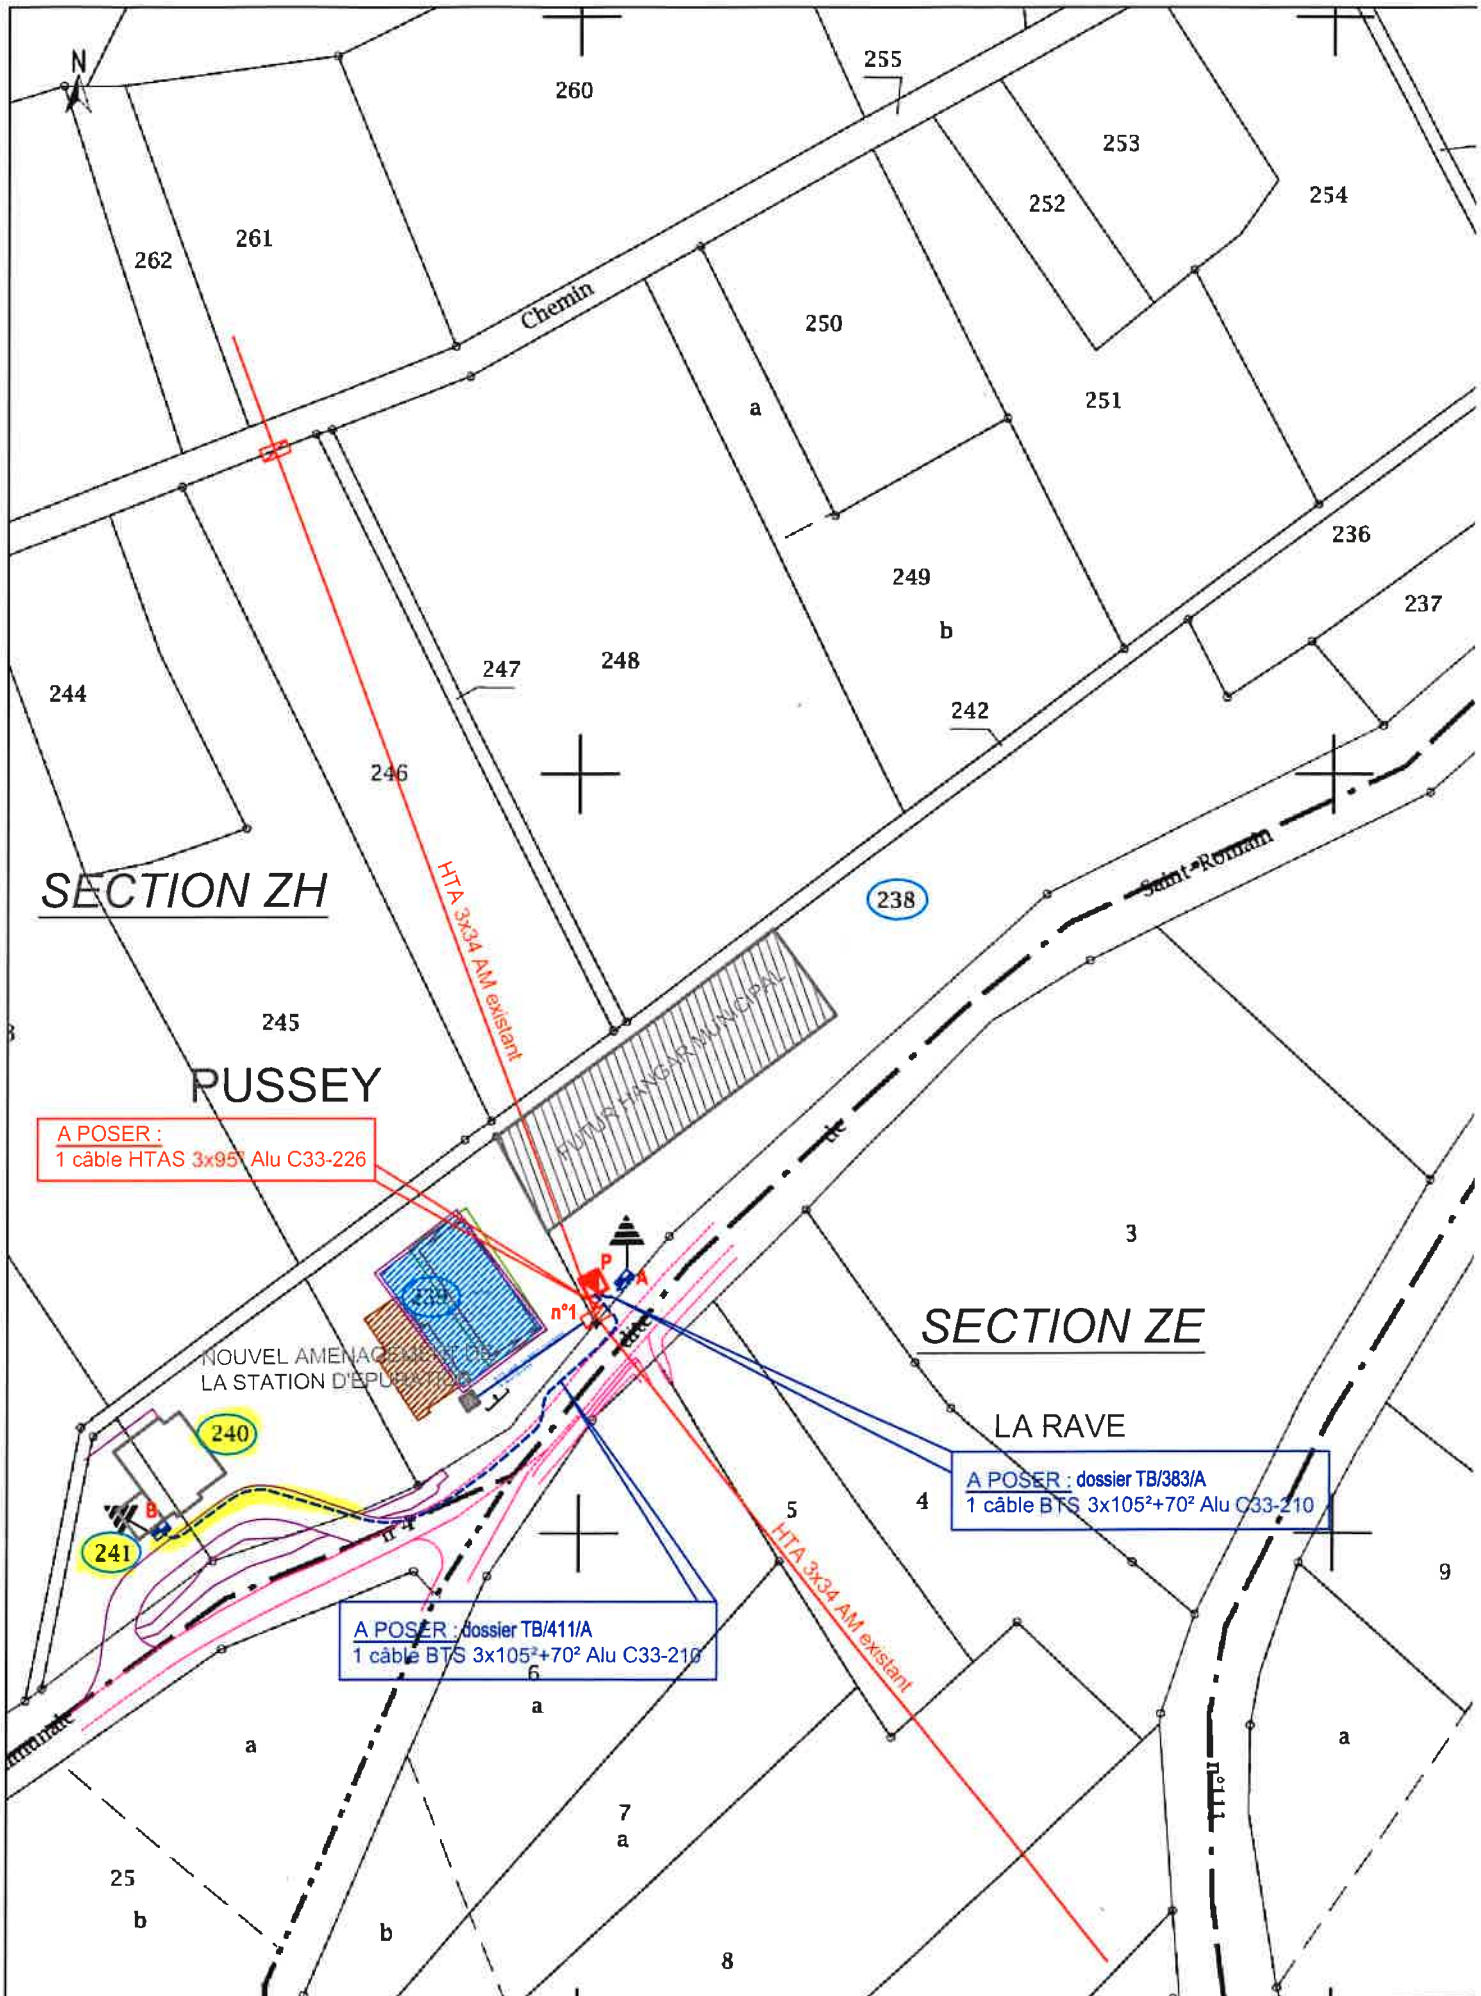 N
255
260
253
252
254
261
262
Chemin
250
a
251
236
249
237
b
247
248
244
242
246
Saint-Romain
SECTION ZH
238
HTA 3x34 AM existant
245
FUTUR HANGAR MUNICIPAL
PUSSEY
A POSER :
1 câble HTAS 3x95² Alu C33-226
de
3
P
A
239
n°1
dite
SECTION ZE
NOUVEL AMENAGEMENT DE
LA STATION D'EPURATION
LA RAVE
240
A POSER : dossier TB/383/A
1 câble BTS 3x105²+70² Alu C33-210
5
4
B
n°4
241
HTA 3x34 AM existant
9
A POSER : dossier TB/411/A
1 câble BTS 3x105²+70² Alu C33-210
6
a
a
a
n°111
7
a
25
b
b
8